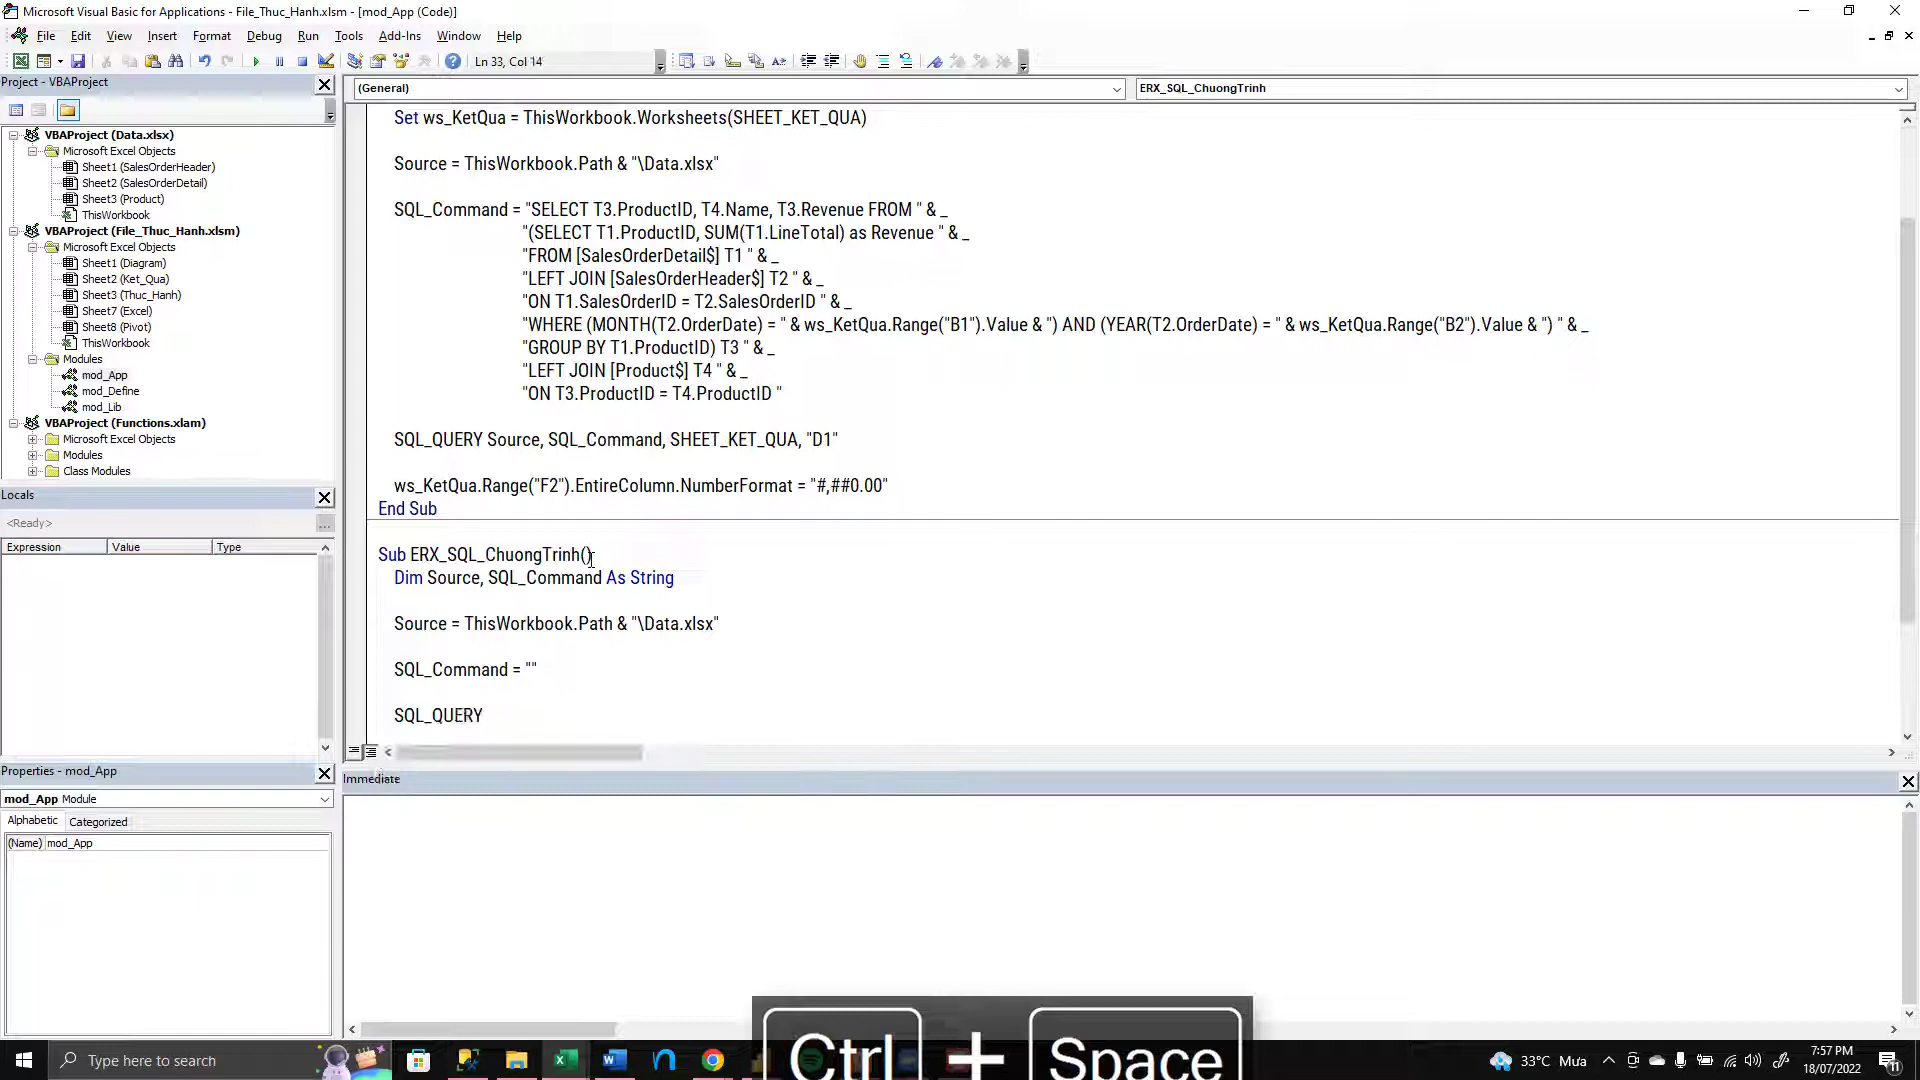 Microsoft Visual Basic for Applications - File_Thuc_Hanh.xlsm - [mod_App (Code)]
File Edit View Insert Format Debug Run Tools Add-Ins Window Help
Ln 33, Col 14
Project - VBAProject
VBAProject (Data.xlsx)
Microsoft Excel Objects
Sheet1 (SalesOrderHeader)
Sheet2 (SalesOrderDetail)
Sheet3 (Product)
ThisWorkbook
VBAProject (File_Thuc_Hanh.xlsm)
Microsoft Excel Objects
Sheet1 (Diagram)
Sheet2 (Ket_Qua)
Sheet3 (Thuc_Hanh)
Sheet7 (Excel)
Sheet8 (Pivot)
ThisWorkbook
Modules
mod_App
mod_Define
mod_Lib
VBAProject (Functions.xlam)
Microsoft Excel Objects
Modules
Class Modules
Locals
<Ready>
...
Expression Value Type
Properties - mod_App
mod_App Module
Alphabetic Categorized
(Name) mod_App
(General) ERX_SQL_ChuongTrinh
Set ws_KetQua = ThisWorkbook.Worksheets(SHEET_KET_QUA)
Source = ThisWorkbook.Path & "\Data.xlsx"
SQL_Command = "SELECT T3.ProductID, T4.Name, T3.Revenue FROM " & _
"(SELECT T1.ProductID, SUM(T1.LineTotal) as Revenue " & _
"FROM [SalesOrderDetail$] T1 " & _
"LEFT JOIN [SalesOrderHeader$] T2 " & _
"ON T1.SalesOrderID = T2.SalesOrderID " & _
"WHERE (MONTH(T2.OrderDate) = " & ws_KetQua.Range("B1").Value & ") AND (YEAR(T2.OrderDate) = " & ws_KetQua.Range("B2").Value & ") " & _
"GROUP BY T1.ProductID) T3 " & _
"LEFT JOIN [Product$] T4 " & _
"ON T3.ProductID = T4.ProductID "
SQL_QUERY Source, SQL_Command, SHEET_KET_QUA, "D1"
ws_KetQua.Range("F2").EntireColumn.NumberFormat = "#,##0.00"
End Sub
Sub ERX_SQL_ChuongTrinh()
Dim Source, SQL_Command As String
Source = ThisWorkbook.Path & "\Data.xlsx"
SQL_Command = ""
SQL_QUERY
Immediate
Ctrl + Space
Type here to search
33°C Mưa
7:57 PM
18/07/2022
11